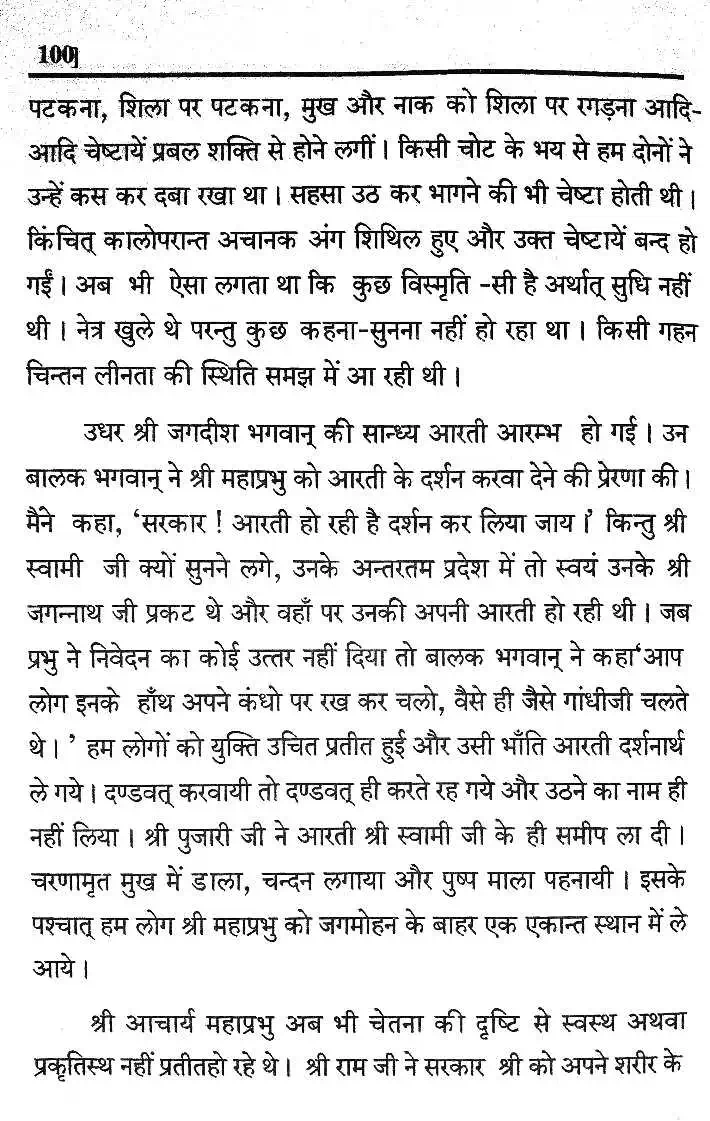 100
पटकना, शिला पर पटकना, मुख और नाक को शिला पर रगड़ना आदि-
आदि चेष्टायें प्रबल शक्ति से होने लगीं। किसी चोट के भय से हम दोनों ने
उन्हें कस कर दबा रखा था। सहसा उठ कर भागने की भी चेष्टा होती थी।
किंचित् कालोपरान्त अचानक अंग शिथिल हुए और उक्त चेष्टायें बन्द हो
गईं। अब भी ऐसा लगता था कि कुछ विस्मृति -सी है अर्थात् सुधि नहीं
थी। नेत्र खुले थे परन्तु कुछ कहना-सुनना नहीं हो रहा था। किसी गहन
चिन्तन लीनता की स्थिति समझ में आ रही थी।
उधर श्री जगदीश भगवान् की सान्ध्य आरती आरम्भ हो गई। उन
बालक भगवान् ने श्री महाप्रभु को आरती के दर्शन करवा देने की प्रेरणा की।
मैंने कहा, ‘सरकार ! आरती हो रही है दर्शन कर लिया जाय।’ किन्तु श्री
स्वामी जी क्यों सुनने लगे, उनके अन्तरतम प्रदेश में तो स्वयं उनके श्री
जगन्नाथ जी प्रकट थे और वहाँ पर उनकी अपनी आरती हो रही थी। जब
प्रभु ने निवेदन का कोई उत्तर नहीं दिया तो बालक भगवान् ने कहा‘आप
लोग इनके हाँथ अपने कंधो पर रख कर चलो, वैसे ही जैसे गांधीजी चलते
थे। ’ हम लोगों को युक्ति उचित प्रतीत हुई और उसी भाँति आरती दर्शनार्थ
ले गये। दण्डवत् करवायी तो दण्डवत् ही करते रह गये और उठने का नाम ही
नहीं लिया। श्री पुजारी जी ने आरती श्री स्वामी जी के ही समीप ला दी।
चरणामृत मुख में डाला, चन्दन लगाया और पुष्प माला पहनायी। इसके
पश्चात् हम लोग श्री महाप्रभु को जगमोहन के बाहर एक एकान्त स्थान में ले
आये।
श्री आचार्य महाप्रभु अब भी चेतना की दृष्टि से स्वस्थ अथवा
प्रकृतिस्थ नहीं प्रतीतहो रहे थे। श्री राम जी ने सरकार श्री को अपने शरीर के